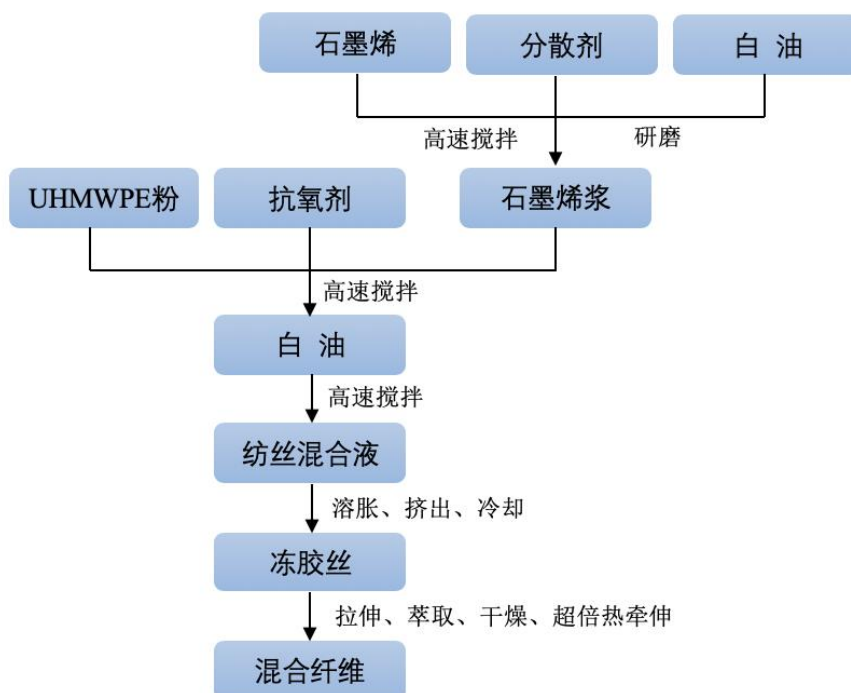 石墨烯
分散剂
白 油
高速搅拌
研磨
UHMWPE粉
抗氧剂
石墨烯浆
高速搅拌
白 油
高速搅拌
纺丝混合液
溶胀、挤出、冷却
冻胶丝
拉伸、萃取、干燥、超倍热牵伸
混合纤维